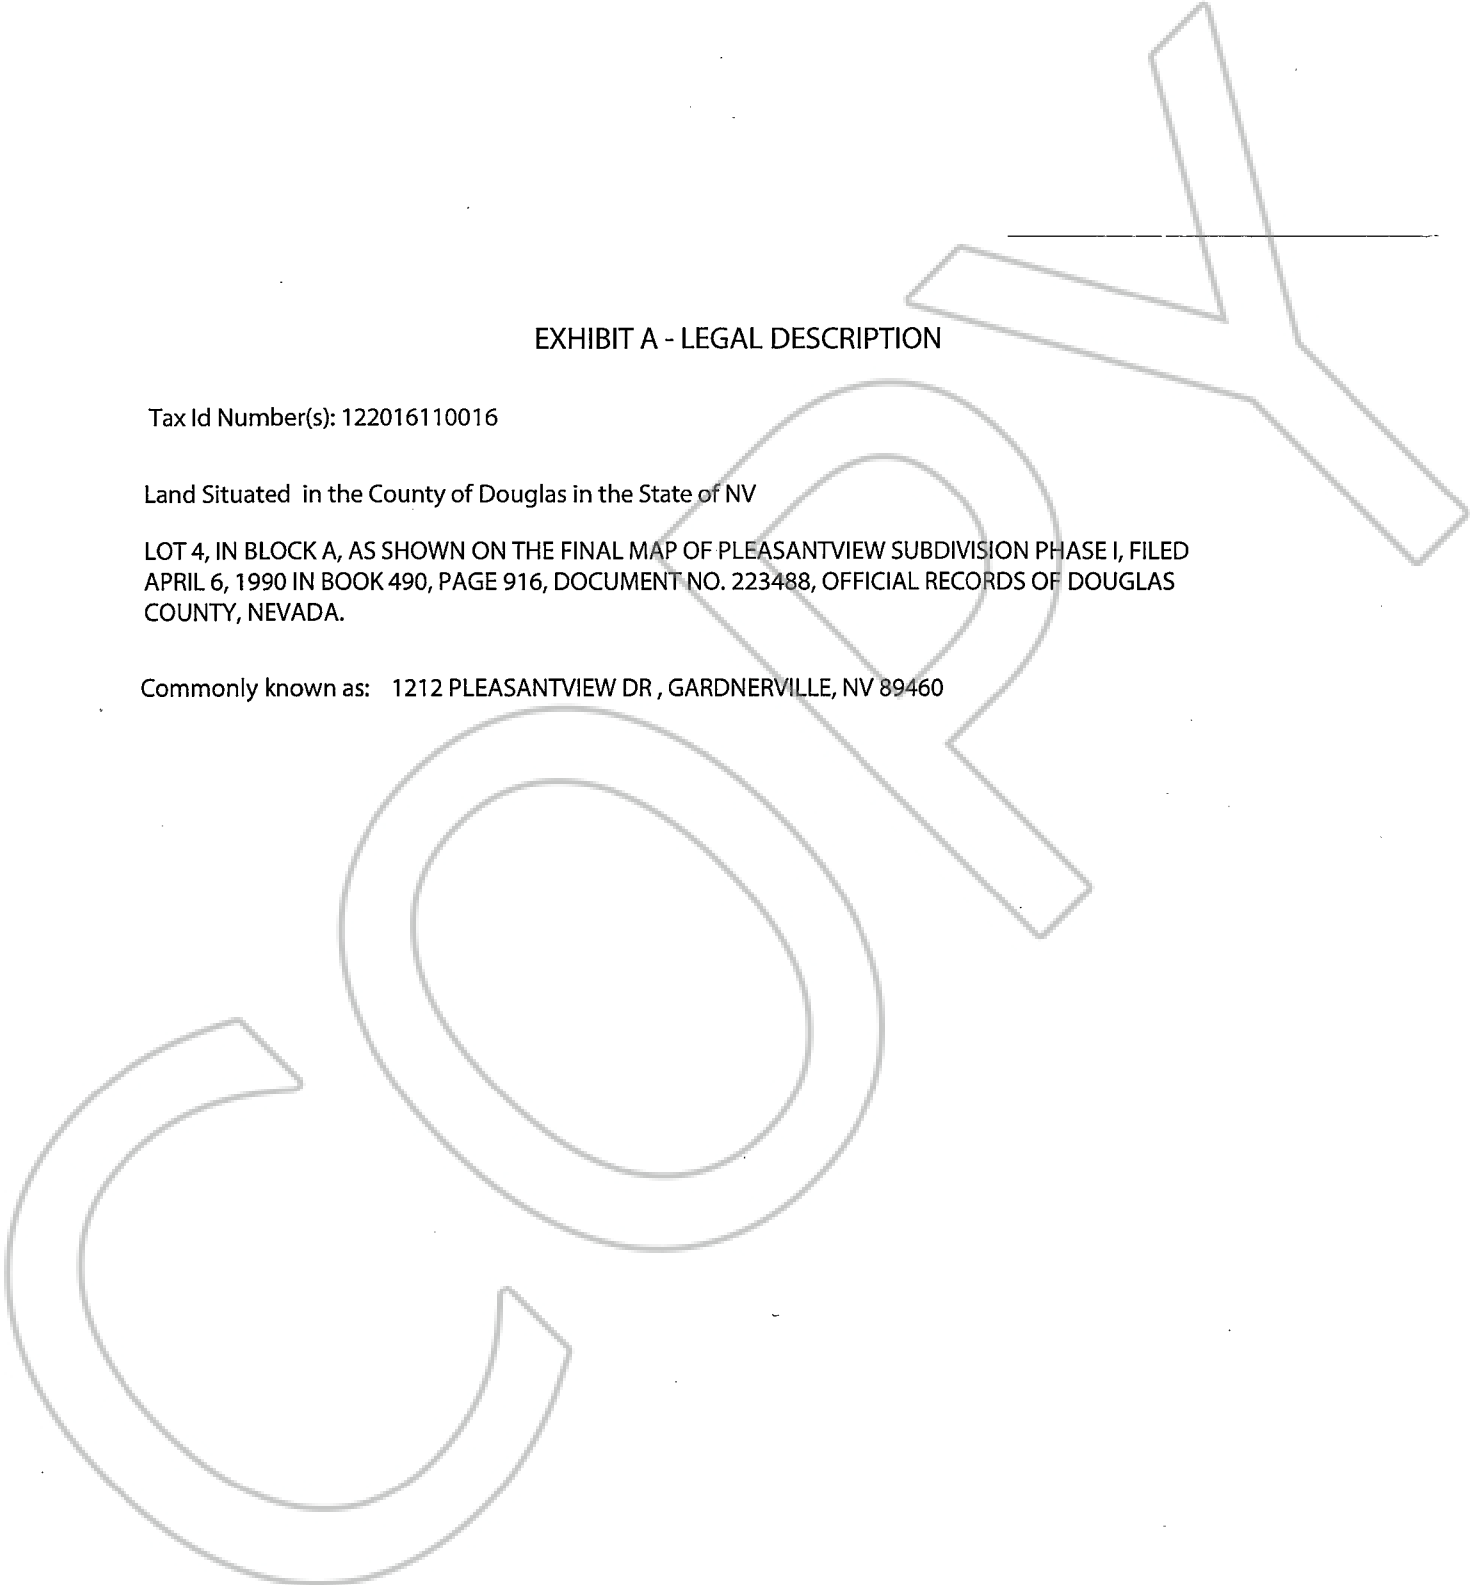 EXHIBIT A - LEGAL DESCRIPTION
Tax Id Number(s): 122016110016
Land Situated in the County of Douglas in the State of NV
LOT 4, IN BLOCK A, AS SHOWN ON THE FINAL MAP OF PLEASANTVIEW SUBDIVISION PHASE I, FILED
APRIL 6, 1990 IN BOOK 490, PAGE 916, DOCUMENT NO. 223488, OFFICIAL RECORDS OF DOUGLAS
COUNTY, NEVADA.
Commonly known as: 1212 PLEASANTVIEW DR , GARDNERVILLE, NV 89460
COPY